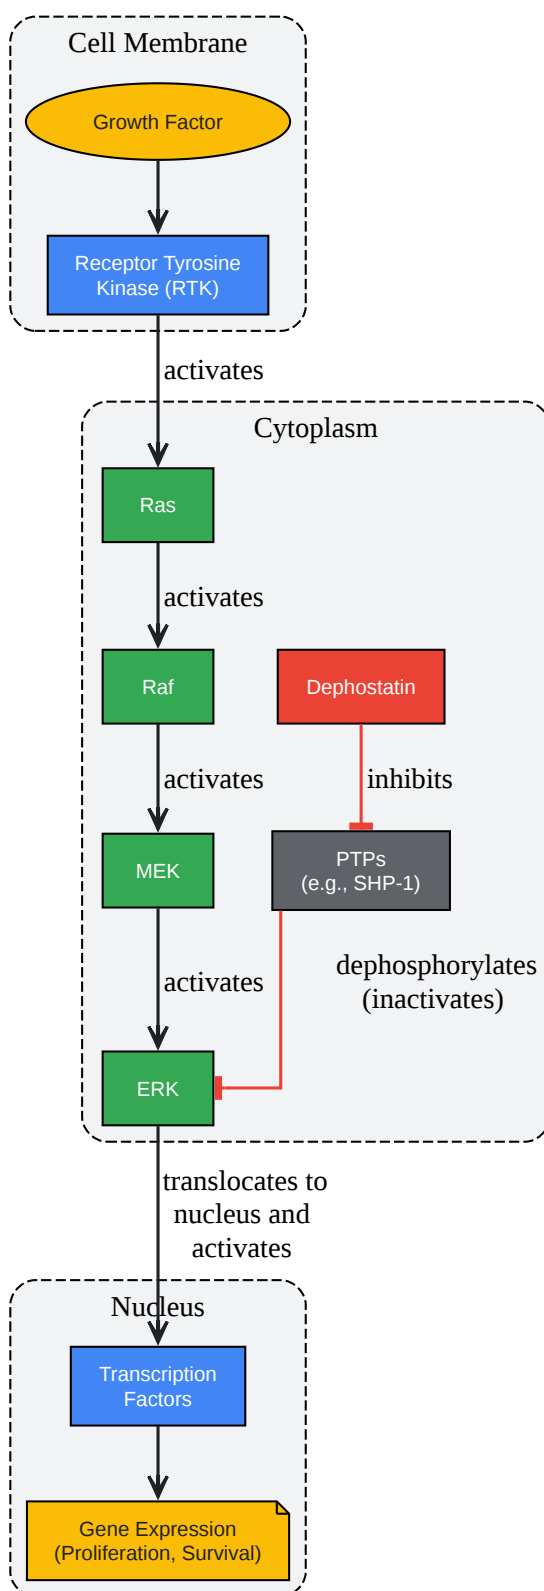 Cell Membrane
Growth Factor
Receptor Tyrosine
Kinase (RTK)
activates
Cytoplasm
Ras
activates
Raf
Dephostatin
activates
inhibits
MEK
PTPs
(e.g., SHP-1)
activates
dephosphorylates
(inactivates)
ERK
translocates to
nucleus and
activates
Nucleus
Transcription
Factors
Gene Expression
(Proliferation, Survival)